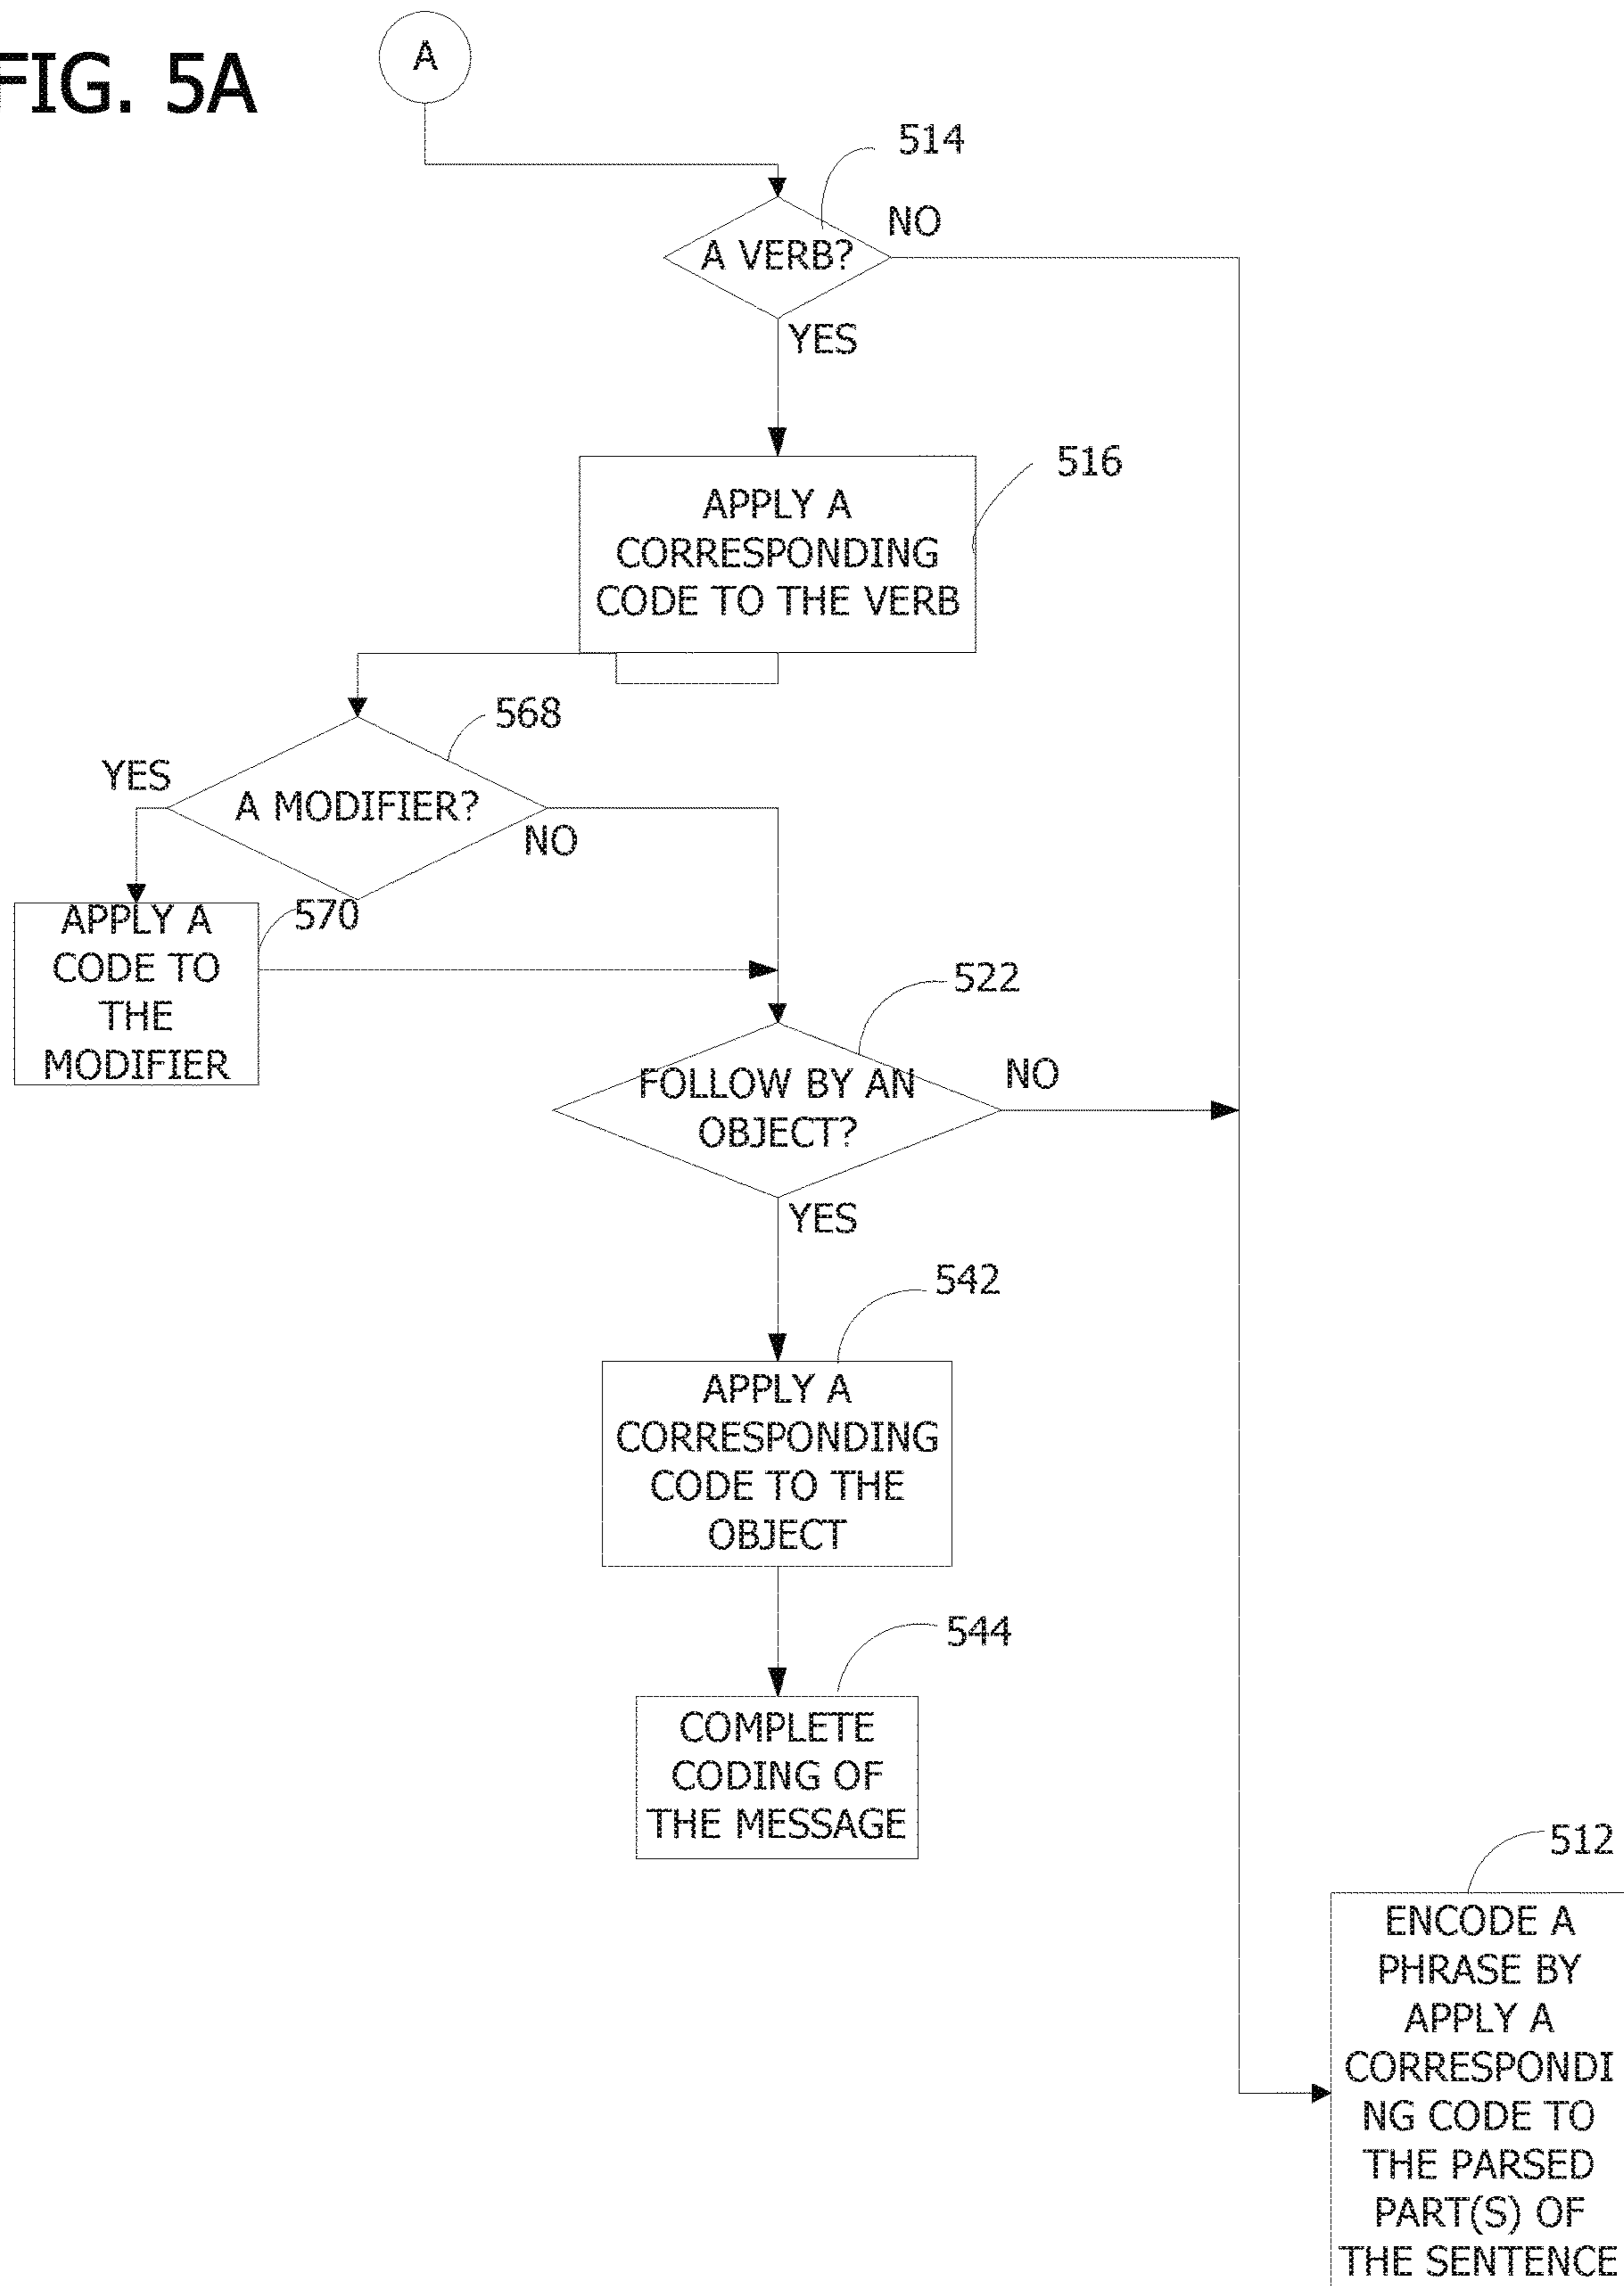 FIG. 5A
A
514
A VERB?
NO
YES
516
APPLY A
CORRESPONDING
CODE TO THE VERB
568
YES
A MODIFIER?
NO
570
APPLY A
CODE TO
THE
MODIFIER
522
FOLLOW BY AN
OBJECT?
NO
YES
542
APPLY A
CORRESPONDING
CODE TO THE
OBJECT
544
COMPLETE
CODING OF
THE MESSAGE
512
ENCODE A
PHRASE BY
APPLY A
CORRESPONDI
NG CODE TO
THE PARSED
PART(S) OF
THE SENTENCE